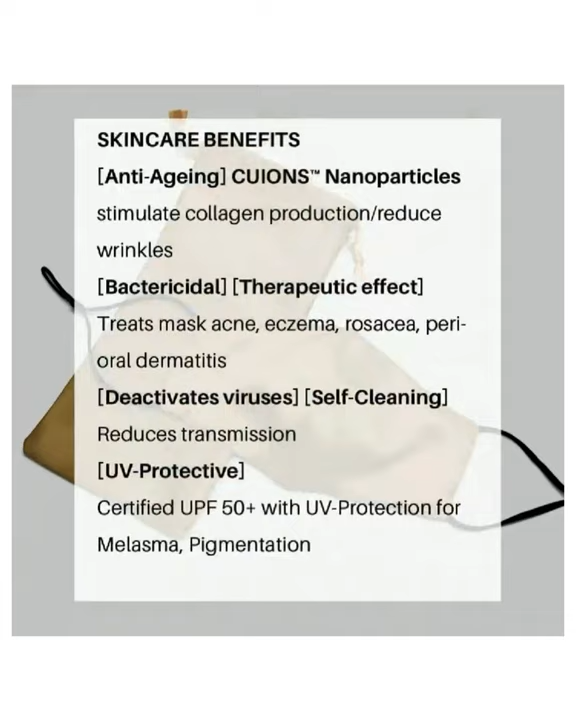 SKINCARE BENEFITS
[Anti-Ageing] CUIONS™ Nanoparticles
stimulate collagen production/reduce
wrinkles
[Bactericidal] [Therapeutic effect]
Treats mask acne, eczema, rosacea, peri-
oral dermatitis
[Deactivates viruses] [Self-Cleaning]
Reduces transmission
[UV-Protective]
Certified UPF 50+ with UV-Protection for
Melasma, Pigmentation